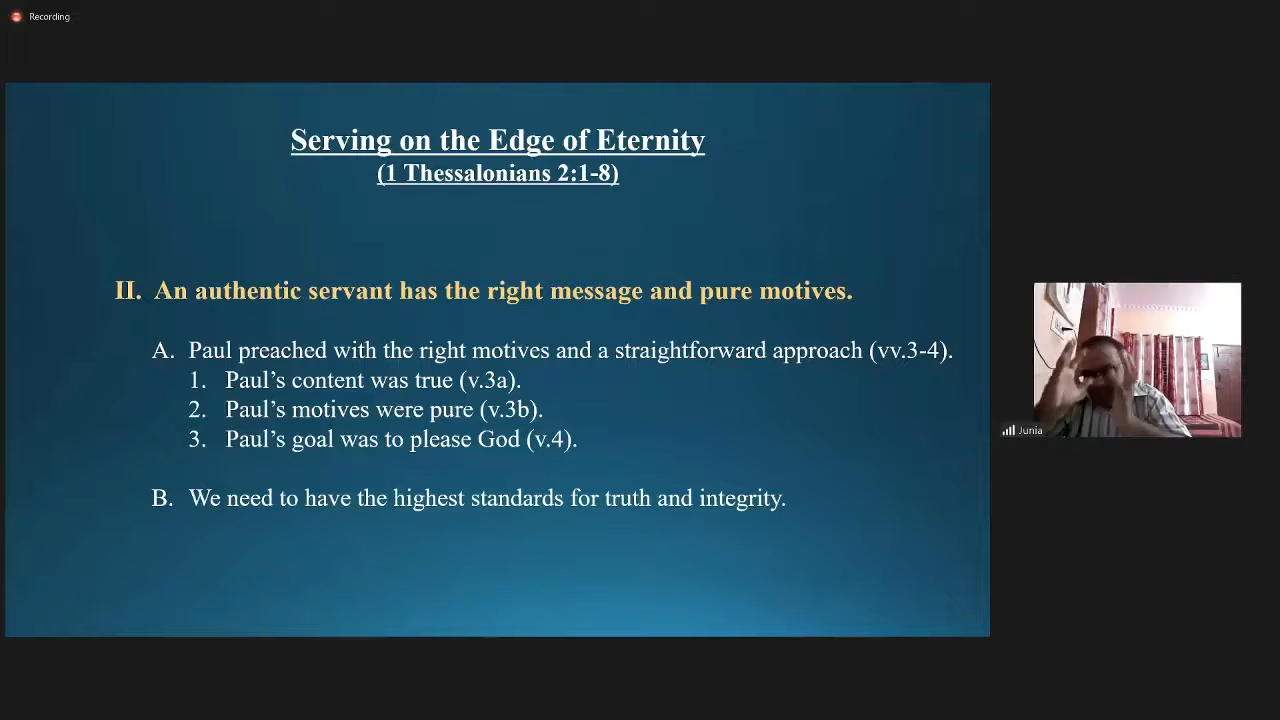 Recording
Serving on the Edge of Eternity
(1 Thessalonians 2:1-8)
II. An authentic servant has the right message and pure motives.
A. Paul preached with the right motives and a straightforward approach (vv.3-4).
1. Paul’s content was true (v.3a).
2. Paul’s motives were pure (v.3b).
3. Paul’s goal was to please God (v.4).
B. We need to have the highest standards for truth and integrity.
Junia